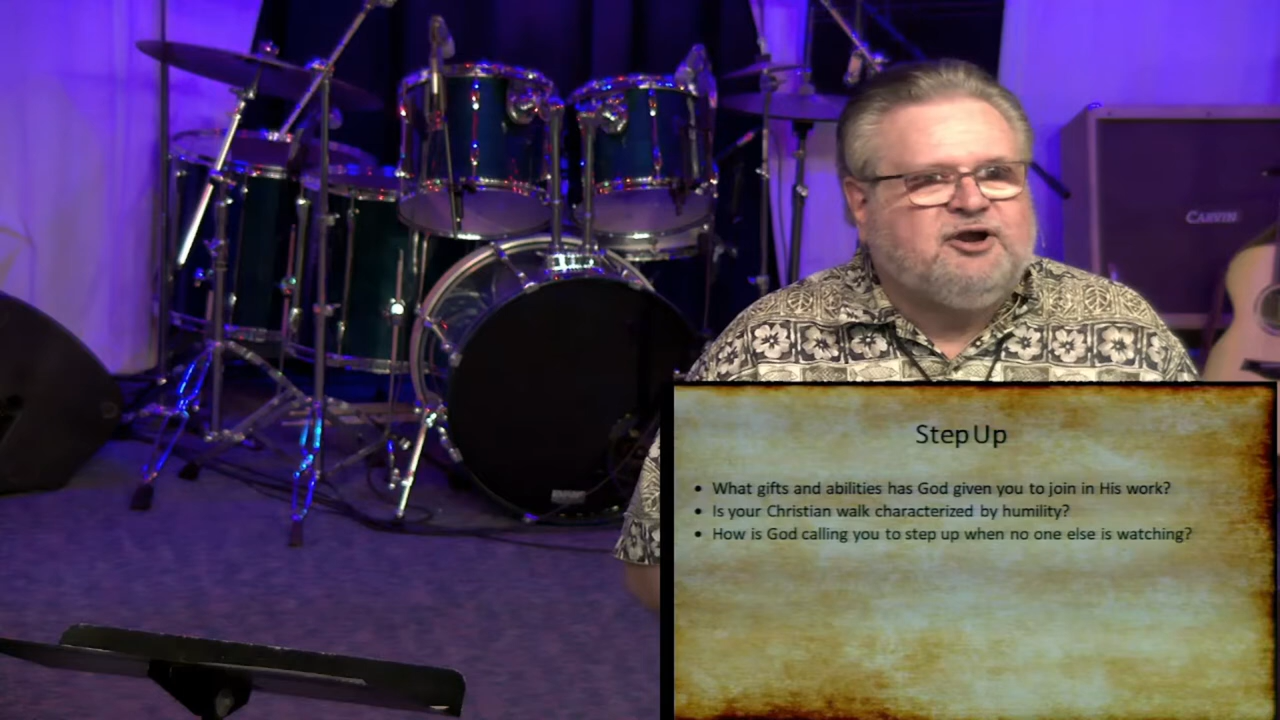 CARVIN
Step Up
• What gifts and abilities has God given you to join in His work?
• Is your Christian walk characterized by humility?
• How is God calling you to step up when no one else is watching?